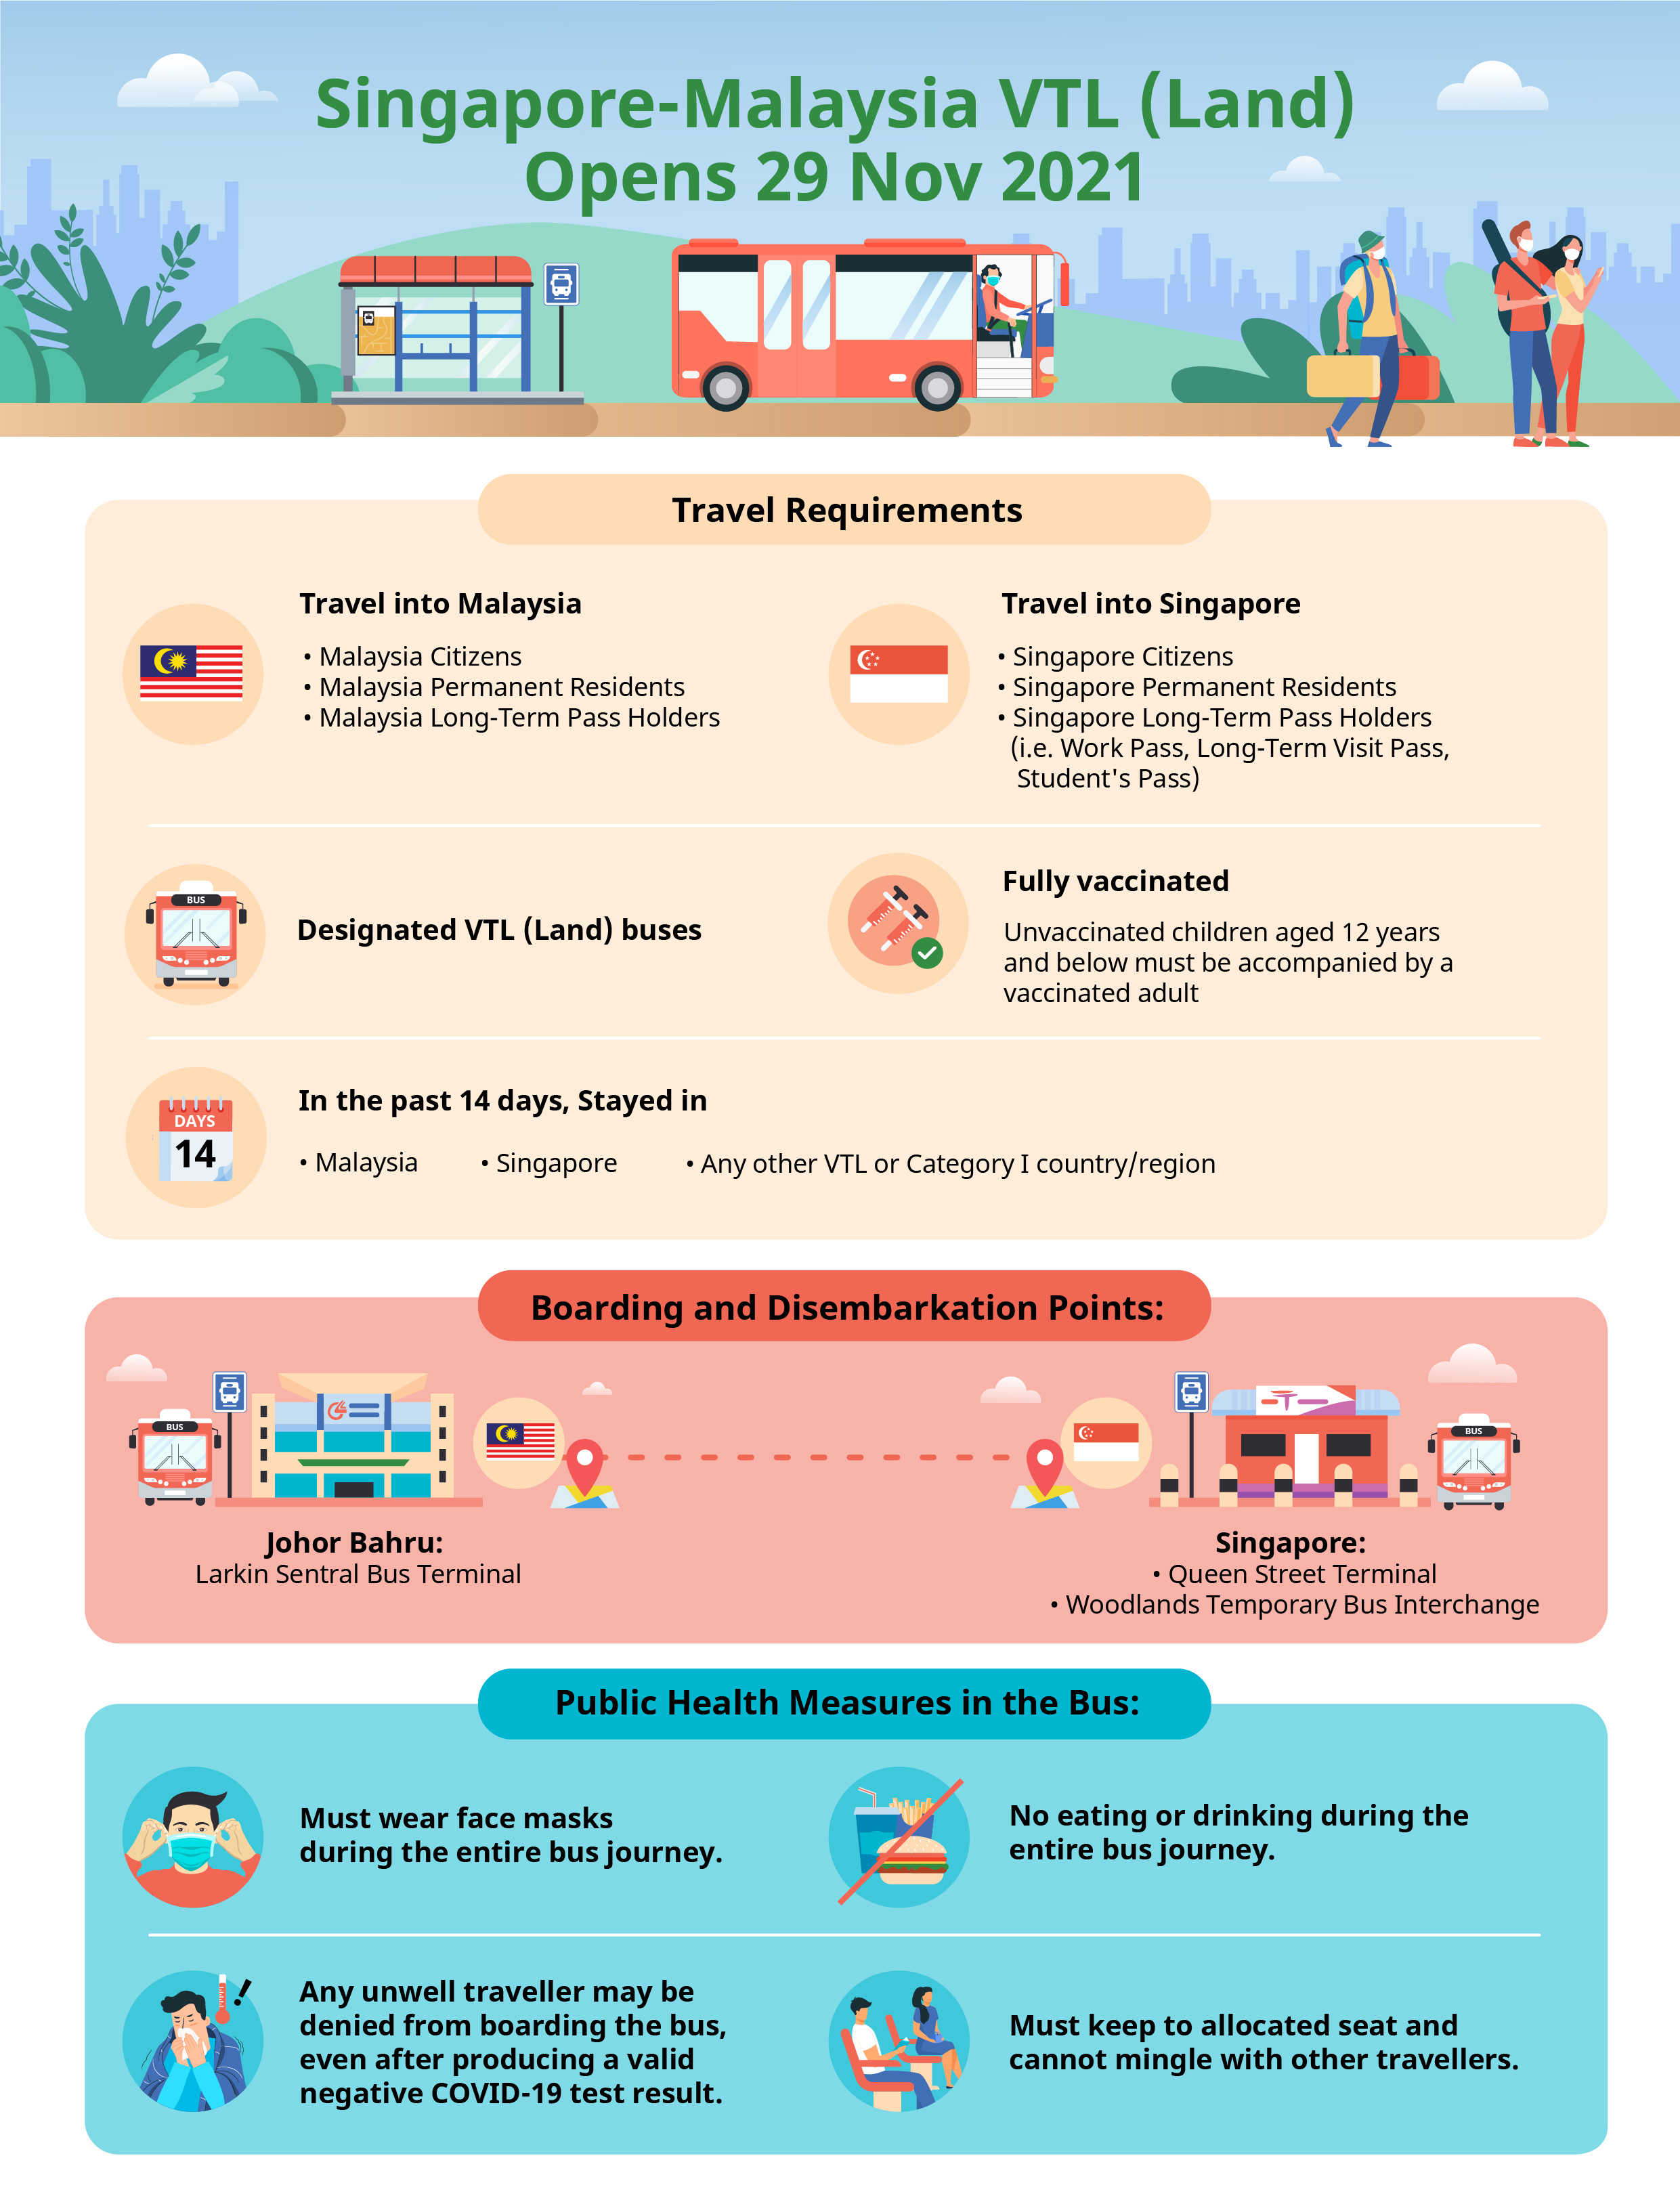 Singapore-Malaysia VTL (Land)
Opens 29 Nov 2021
Travel Requirements
Travel into Malaysia
• Malaysia Citizens
• Malaysia Permanent Residents
• Malaysia Long-Term Pass Holders
Travel into Singapore
• Singapore Citizens
• Singapore Permanent Residents
• Singapore Long-Term Pass Holders
(i.e. Work Pass, Long-Term Visit Pass,
Student's Pass)
BUS
Designated VTL (Land) buses
Fully vaccinated
Unvaccinated children aged 12 years
and below must be accompanied by a
vaccinated adult
DAYS
14
In the past 14 days, Stayed in
• Malaysia • Singapore • Any other VTL or Category I country/region
Boarding and Disembarkation Points:
BUS
BUS
Johor Bahru:
Larkin Sentral Bus Terminal
Singapore:
• Queen Street Terminal
• Woodlands Temporary Bus Interchange
Public Health Measures in the Bus:
Must wear face masks
during the entire bus journey.
No eating or drinking during the
entire bus journey.
Any unwell traveller may be
denied from boarding the bus,
even after producing a valid
negative COVID-19 test result.
!
Must keep to allocated seat and
cannot mingle with other travellers.